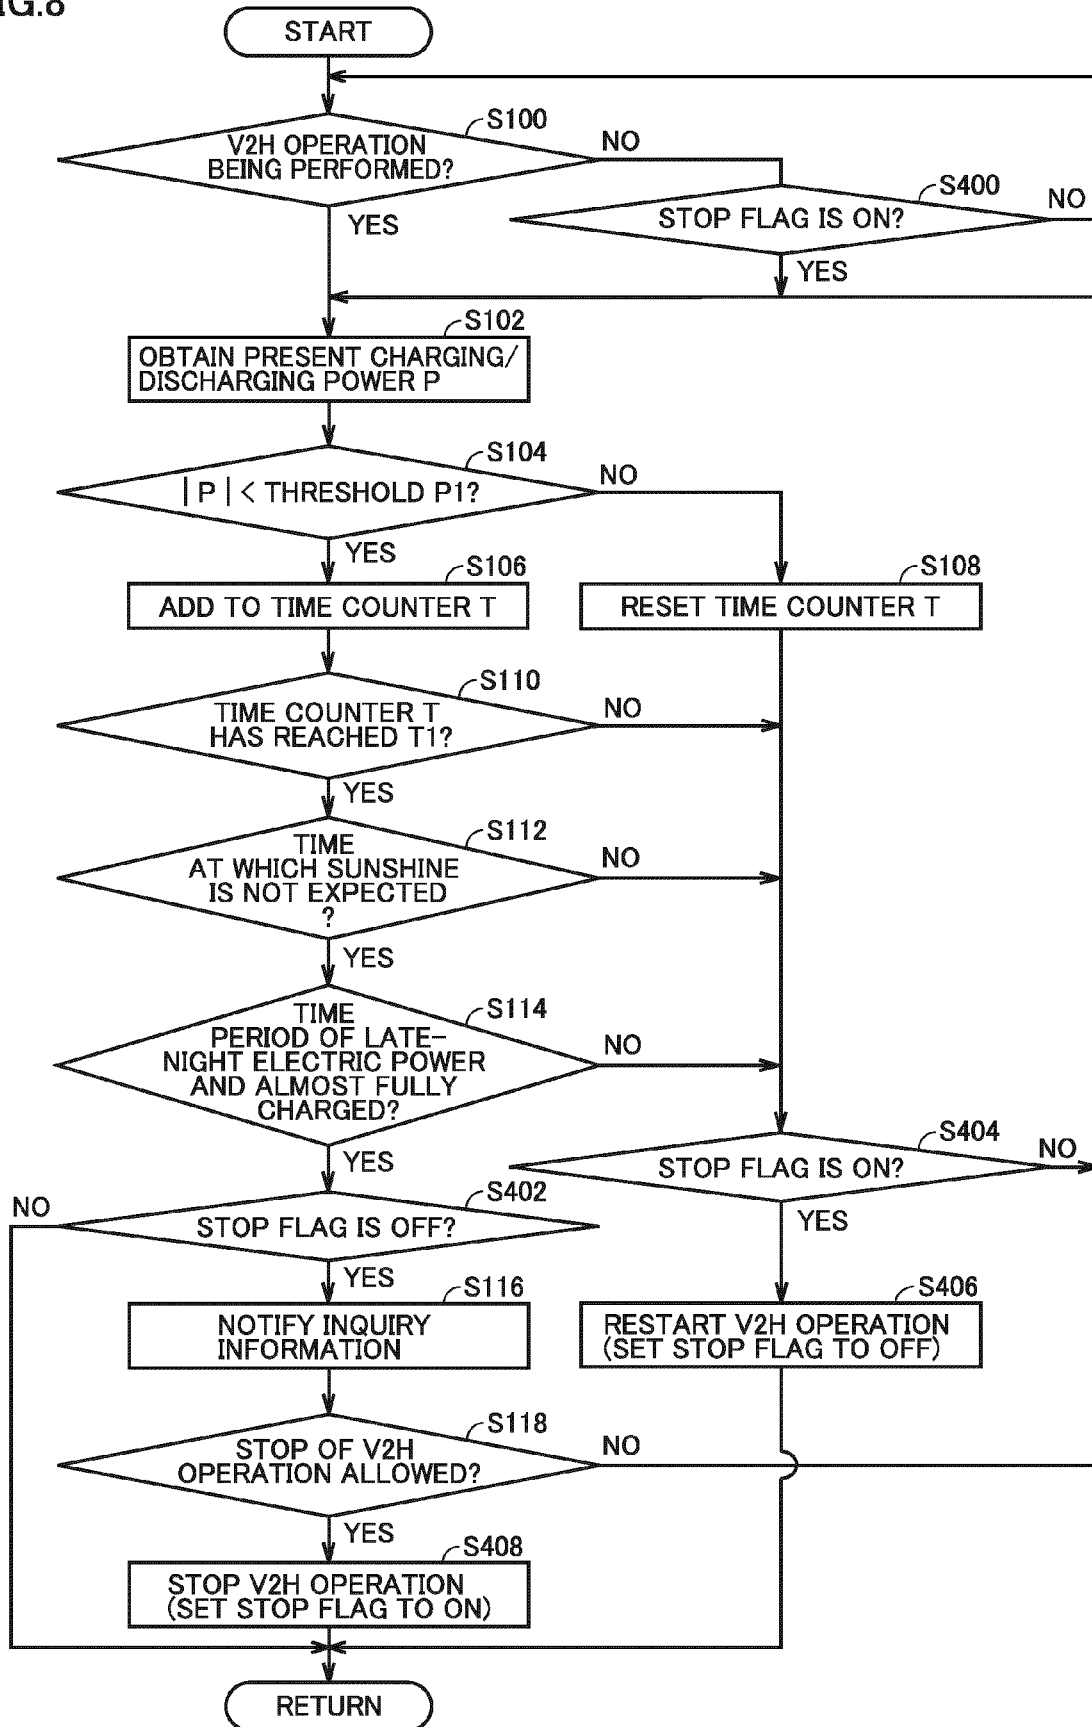 IG.8
START
S100
V2H OPERATION
BEING PERFORMED?
NO
YES
S400
STOP FLAG IS ON?
NO
YES
S102
OBTAIN PRESENT CHARGING/
DISCHARGING POWER P
S104
|P|< THRESHOLD P1?
NO
YES
S106
ADD TO TIME COUNTER T
S108
RESET TIME COUNTER T
S110
TIME COUNTER T
HAS REACHED T1?
NO
YES
S112
TIME
AT WHICH SUNSHINE
IS NOT EXPECTED
?
NO
YES
S114
TIME
PERIOD OF LATE-
NIGHT ELECTRIC POWER
AND ALMOST FULLY
CHARGED?
NO
YES
S404
STOP FLAG IS ON?
NO
YES
S402
STOP FLAG IS OFF?
NO
YES
S116
NOTIFY INQUIRY
INFORMATION
S406
RESTART V2H OPERATION
(SET STOP FLAG TO OFF)
S118
STOP OF V2H
OPERATION ALLOWED?
NO
YES
S408
STOP V2H OPERATION
(SET STOP FLAG TO ON)
RETURN